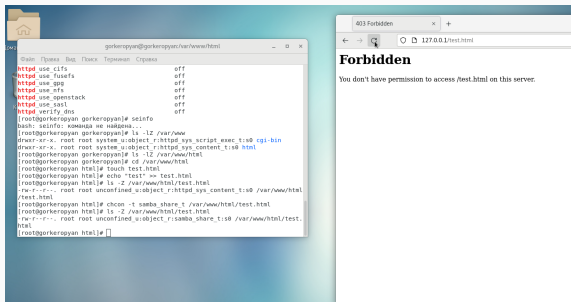 gorkeropyan@gorkeropyan:/var/www/html
Файл Правка Вид Поиск Терминал Справка
httpd_use_cifs off
httpd_use_fusefs off
httpd_use_gpg off
httpd_use_nfs off
httpd_use_openstack off
httpd_use_sasl off
httpd_verify_dns off
[root@gorkeropyan gorkeropyan]# seinfo
bash: seinfo: команда не найдена...
[root@gorkeropyan gorkeropyan]# ls -lZ /var/www
drwxr-xr-x. root root system_u:object_r:httpd_sys_script_exec_t:s0 cgi-bin
drwxr-xr-x. root root system_u:object_r:httpd_sys_content_t:s0 html
[root@gorkeropyan gorkeropyan]# ls -lZ /var/www/html
[root@gorkeropyan gorkeropyan]# cd /var/www/html
[root@gorkeropyan html]# touch test.html
[root@gorkeropyan html]# echo "test" >> test.html
[root@gorkeropyan html]# ls -Z /var/www/html/test.html
-rw-r--r--. root root unconfined_u:object_r:httpd_sys_content_t:s0 /var/www/html
/test.html
[root@gorkeropyan html]# chcon -t samba_share_t /var/www/html/test.html
[root@gorkeropyan html]# ls -Z /var/www/html/test.html
-rw-r--r--. root root unconfined_u:object_r:samba_share_t:s0 /var/www/html/test.
html
[root@gorkeropyan html]#
403 Forbidden
127.0.0.1/test.html
Forbidden
You don't have permission to access /test.html on this server.